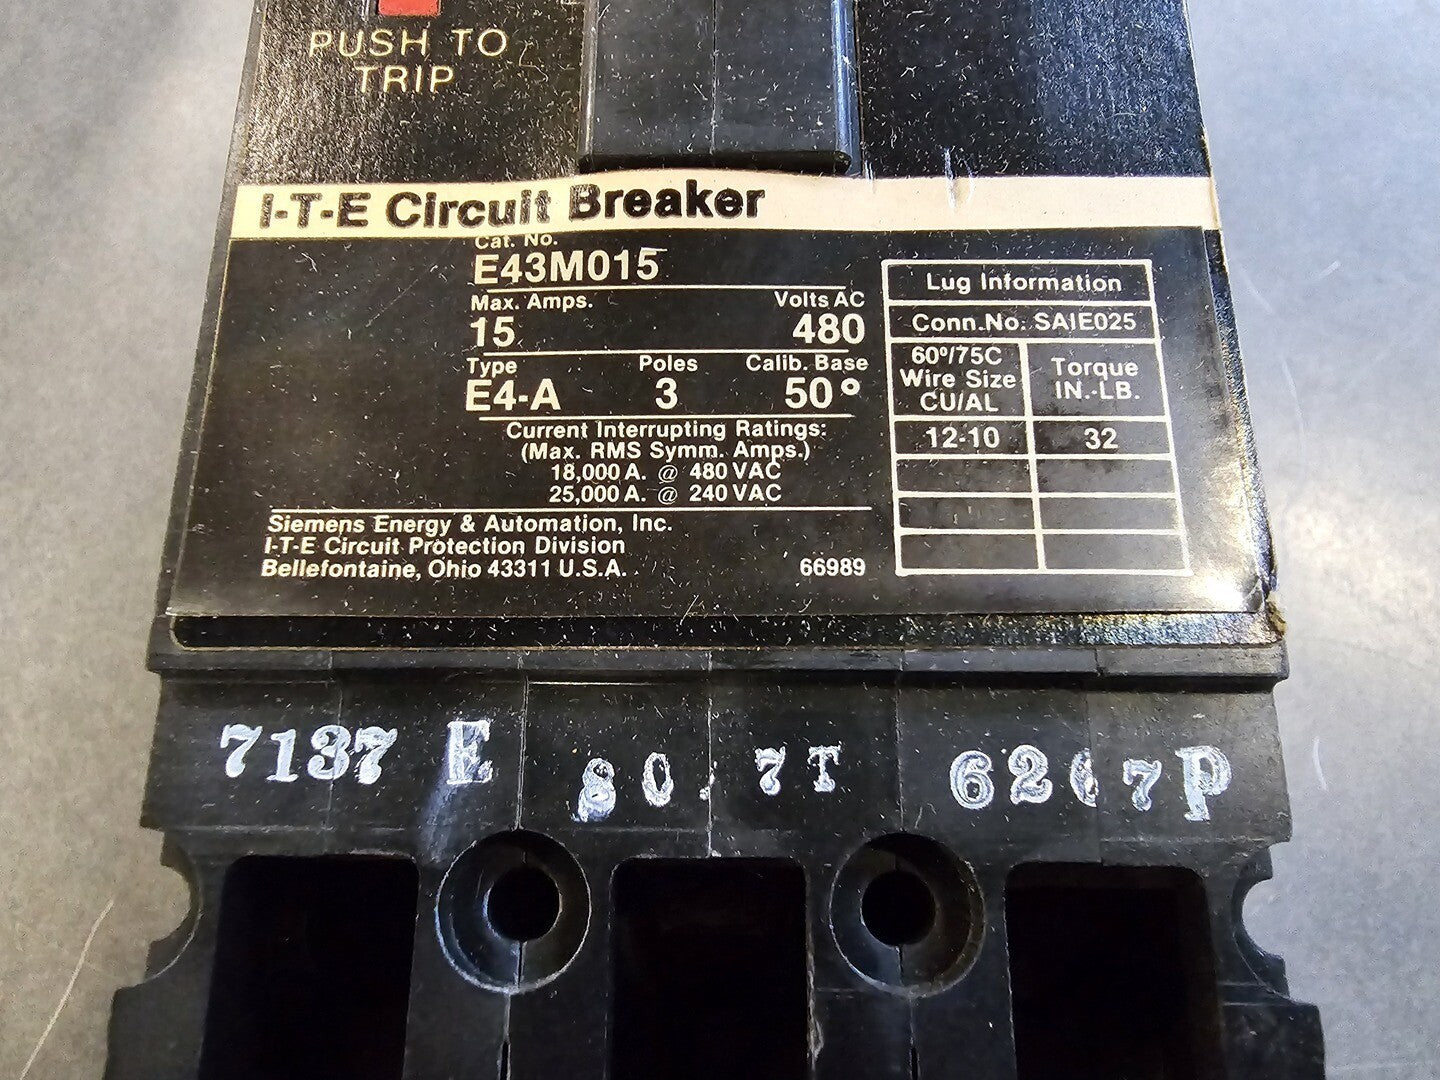 PUSH TO
TRIP
I-T-E Circuit Breaker
Cat. No.
E43M015
Max. Amps. Volts AC
15 480
Type Poles Calib. Base
E4-A 3 50°
Current Interrupting Ratings:
(Max. RMS Symm. Amps.)
18,000 A. @ 480 VAC
25,000 A. @ 240 VAC
Siemens Energy & Automation, Inc.
I-T-E Circuit Protection Division
Bellefontaine, Ohio 43311 U.S.A. 66989
Lug Information
Conn.No. SAIE025
60°/75C
Wire Size
CU/AL
Torque
IN.-LB.
12-10 32
7137 E 80. 7T 62 7P